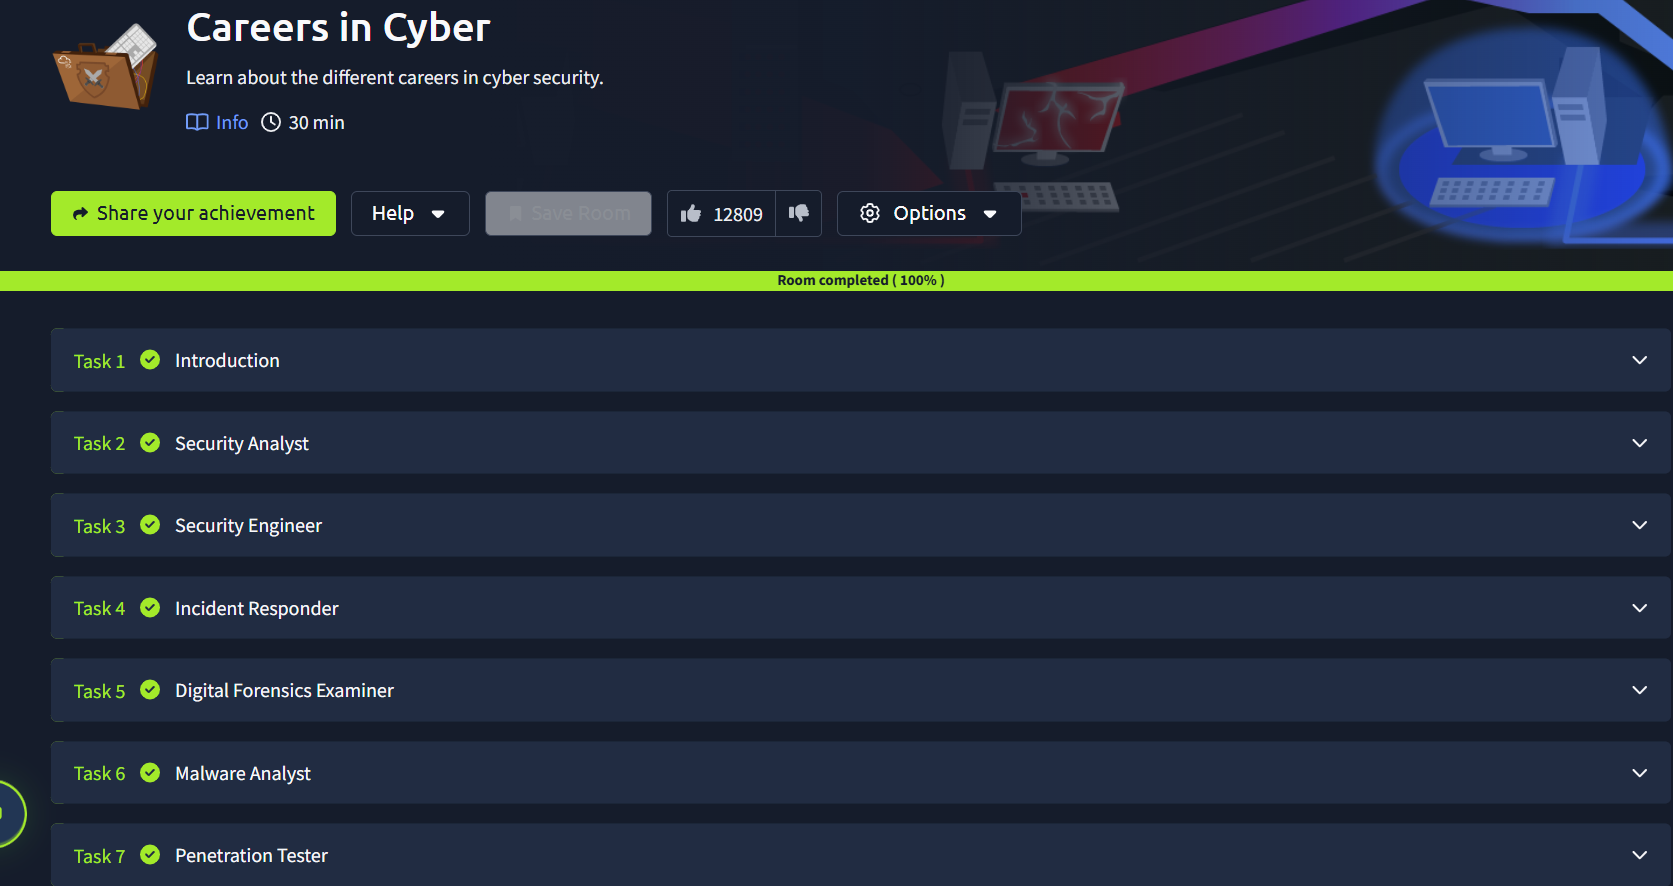 Careers in Cyber
Learn about the different careers in cyber security.
Info 30 min
Share your achievement Help Save Room 12809 Options
Room completed ( 100% )
Task 1 Introduction
Task 2 Security Analyst
Task 3 Security Engineer
Task 4 Incident Responder
Task 5 Digital Forensics Examiner
Task 6 Malware Analyst
Task 7 Penetration Tester